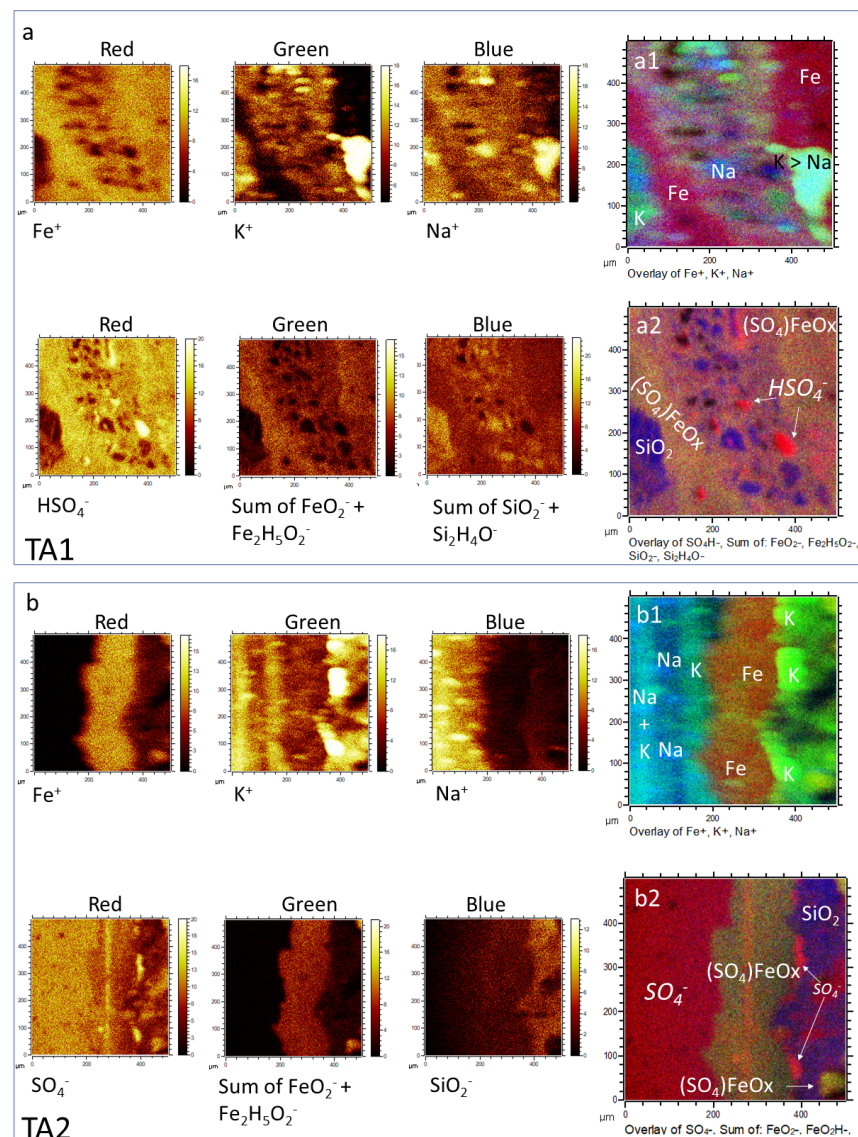 a
Red
Green
Blue
a1
Fe
K > Na
Na
Fe
K
Fe⁺
K⁺
Na⁺
Overlay of Fe+, K+, Na+
Red
Green
Blue
a2
(SO₄)FeOx
HSO₄⁻
(SO₄)FeOx
SiO₂
HSO₄⁻
Sum of FeO₂⁻ +
Fe₂H₅O₂⁻
Sum of SiO₂⁻ +
Si₂H₄O⁻
Overlay of SO4H-, Sum of: FeO2-, Fe2H5O2-,
SiO2-, Si2H4O-
TA1
b
Red
Green
Blue
b1
K
Na
K
Fe
K
Na
+
K
Na
Fe
K
Fe⁺
K⁺
Na⁺
Overlay of Fe+, K+, Na+
Red
Green
Blue
b2
SiO₂
(SO₄)FeOx
SO₄⁻
SO₄⁻
(SO₄)FeOx
SO₄⁻
Sum of FeO₂⁻ +
Fe₂H₅O₂⁻
SiO₂⁻
Overlay of SO4-, Sum of: FeO2-, FeO2H-,
TA2